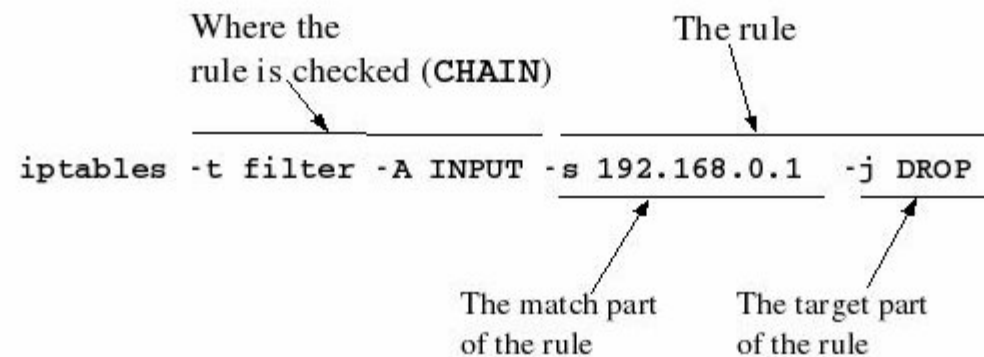 Where the
rule is checked (CHAIN)
The rule
iptables -t filter -A INPUT -s 192.168.0.1 -j DROP
The match part
of the rule
The target part
of the rule